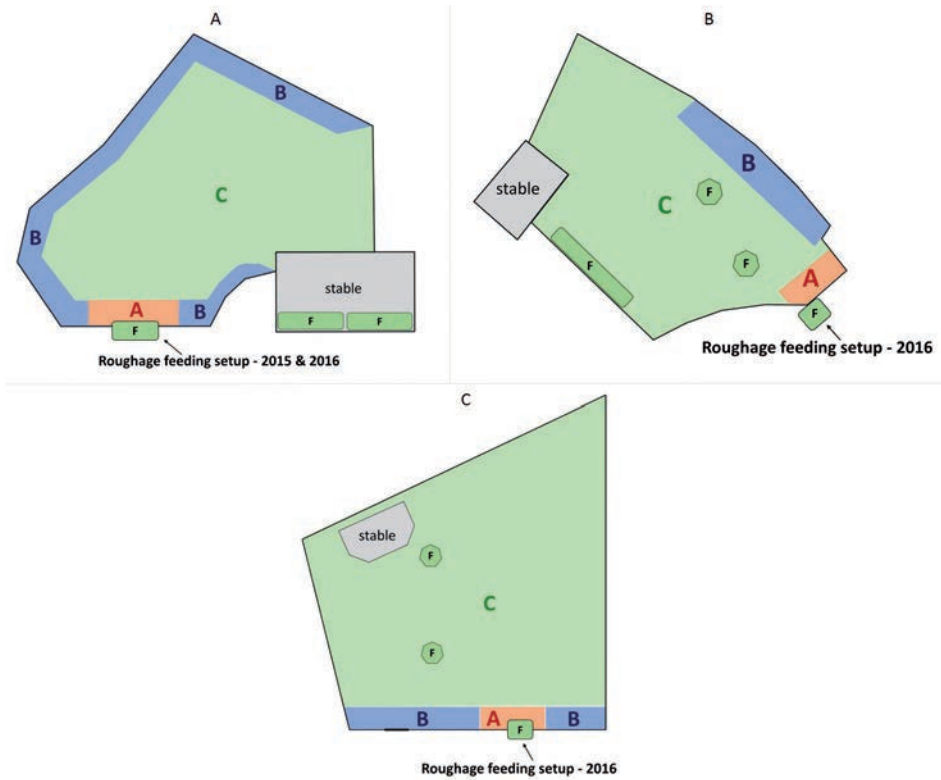 A
B
C
B
A
B
stable
F
F
F
Roughage feeding setup - 2015 & 2016
B
stable
B
C
F
F
F
A
F
Roughage feeding setup - 2016
C
stable
F
C
F
B
A
B
F
Roughage feeding setup - 2016